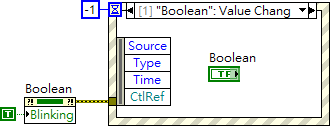 -1
[1] "Boolean": Value Chang
Source
Type
Time
CtlRef
Boolean
TF
Boolean
?! ?!
T
Blinking